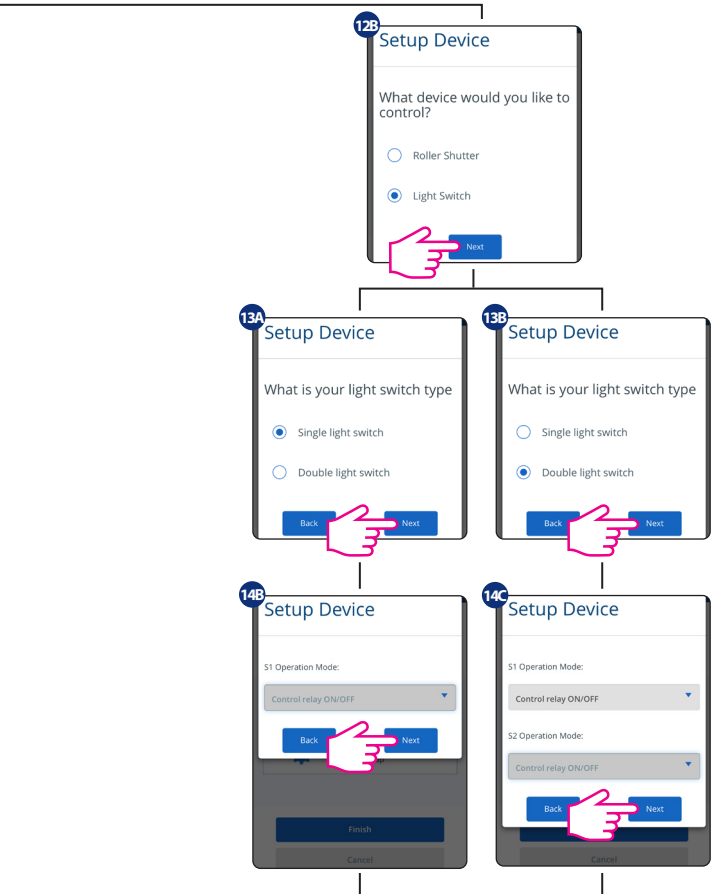 12B
Setup Device
What device would you like to
control?
Roller Shutter
Light Switch
Next
13A
Setup Device
What is your light switch type
Single light switch
Double light switch
Back
Next
13B
Setup Device
What is your light switch type
Single light switch
Double light switch
Back
Next
14B
Setup Device
S1 Operation Mode:
Control relay ON/OFF
Back
Next
Finish
Cancel
14C
Setup Device
S1 Operation Mode:
Control relay ON/OFF
S2 Operation Mode:
Control relay ON/OFF
Back
Next
Cancel